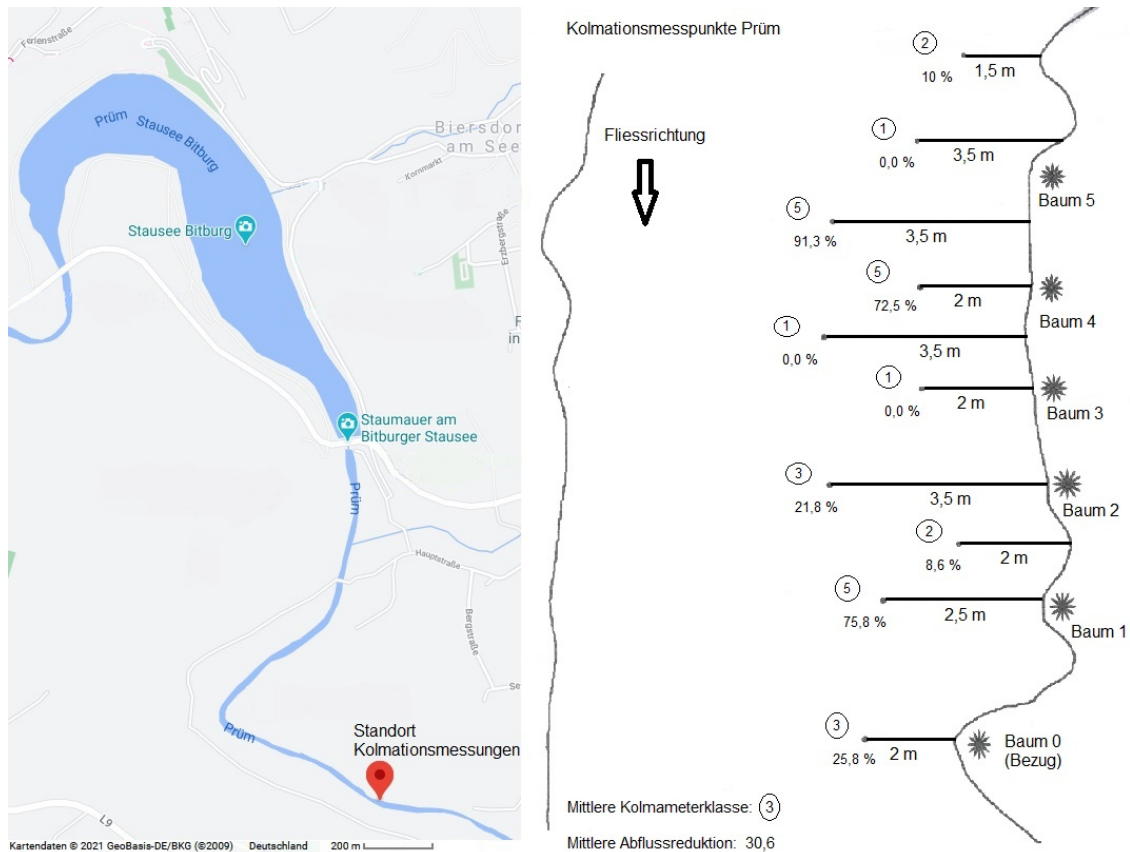 Ferienstraße
Prüm
Stausee Bitburg
Biersdor
am See
Kornmarkt
Stausee Bitburg
Erzbergstraße
R
in
Staumauer am
Bitburger Stausee
Prüm
Hauptstraße
Bergstraße
Se
Prüm
Standort
Kolmationsmessungen
L9
Kartendaten © 2021 GeoBasis-DE/BKG (©2009) Deutschland 200 m
Kolmationsmesspunkte Prüm
Fliessrichtung
2
10 %
1,5 m
1
0,0 %
3,5 m
Baum 5
5
91,3 %
3,5 m
5
72,5 %
2 m
Baum 4
1
0,0 %
3,5 m
1
0,0 %
2 m
Baum 3
3
21,8 %
3,5 m
Baum 2
2
8,6 %
2 m
5
75,8 %
2,5 m
Baum 1
3
25,8 %
2 m
Baum 0
(Bezug)
Mittlere Kolmameterklasse: 3
Mittlere Abflussreduktion: 30,6